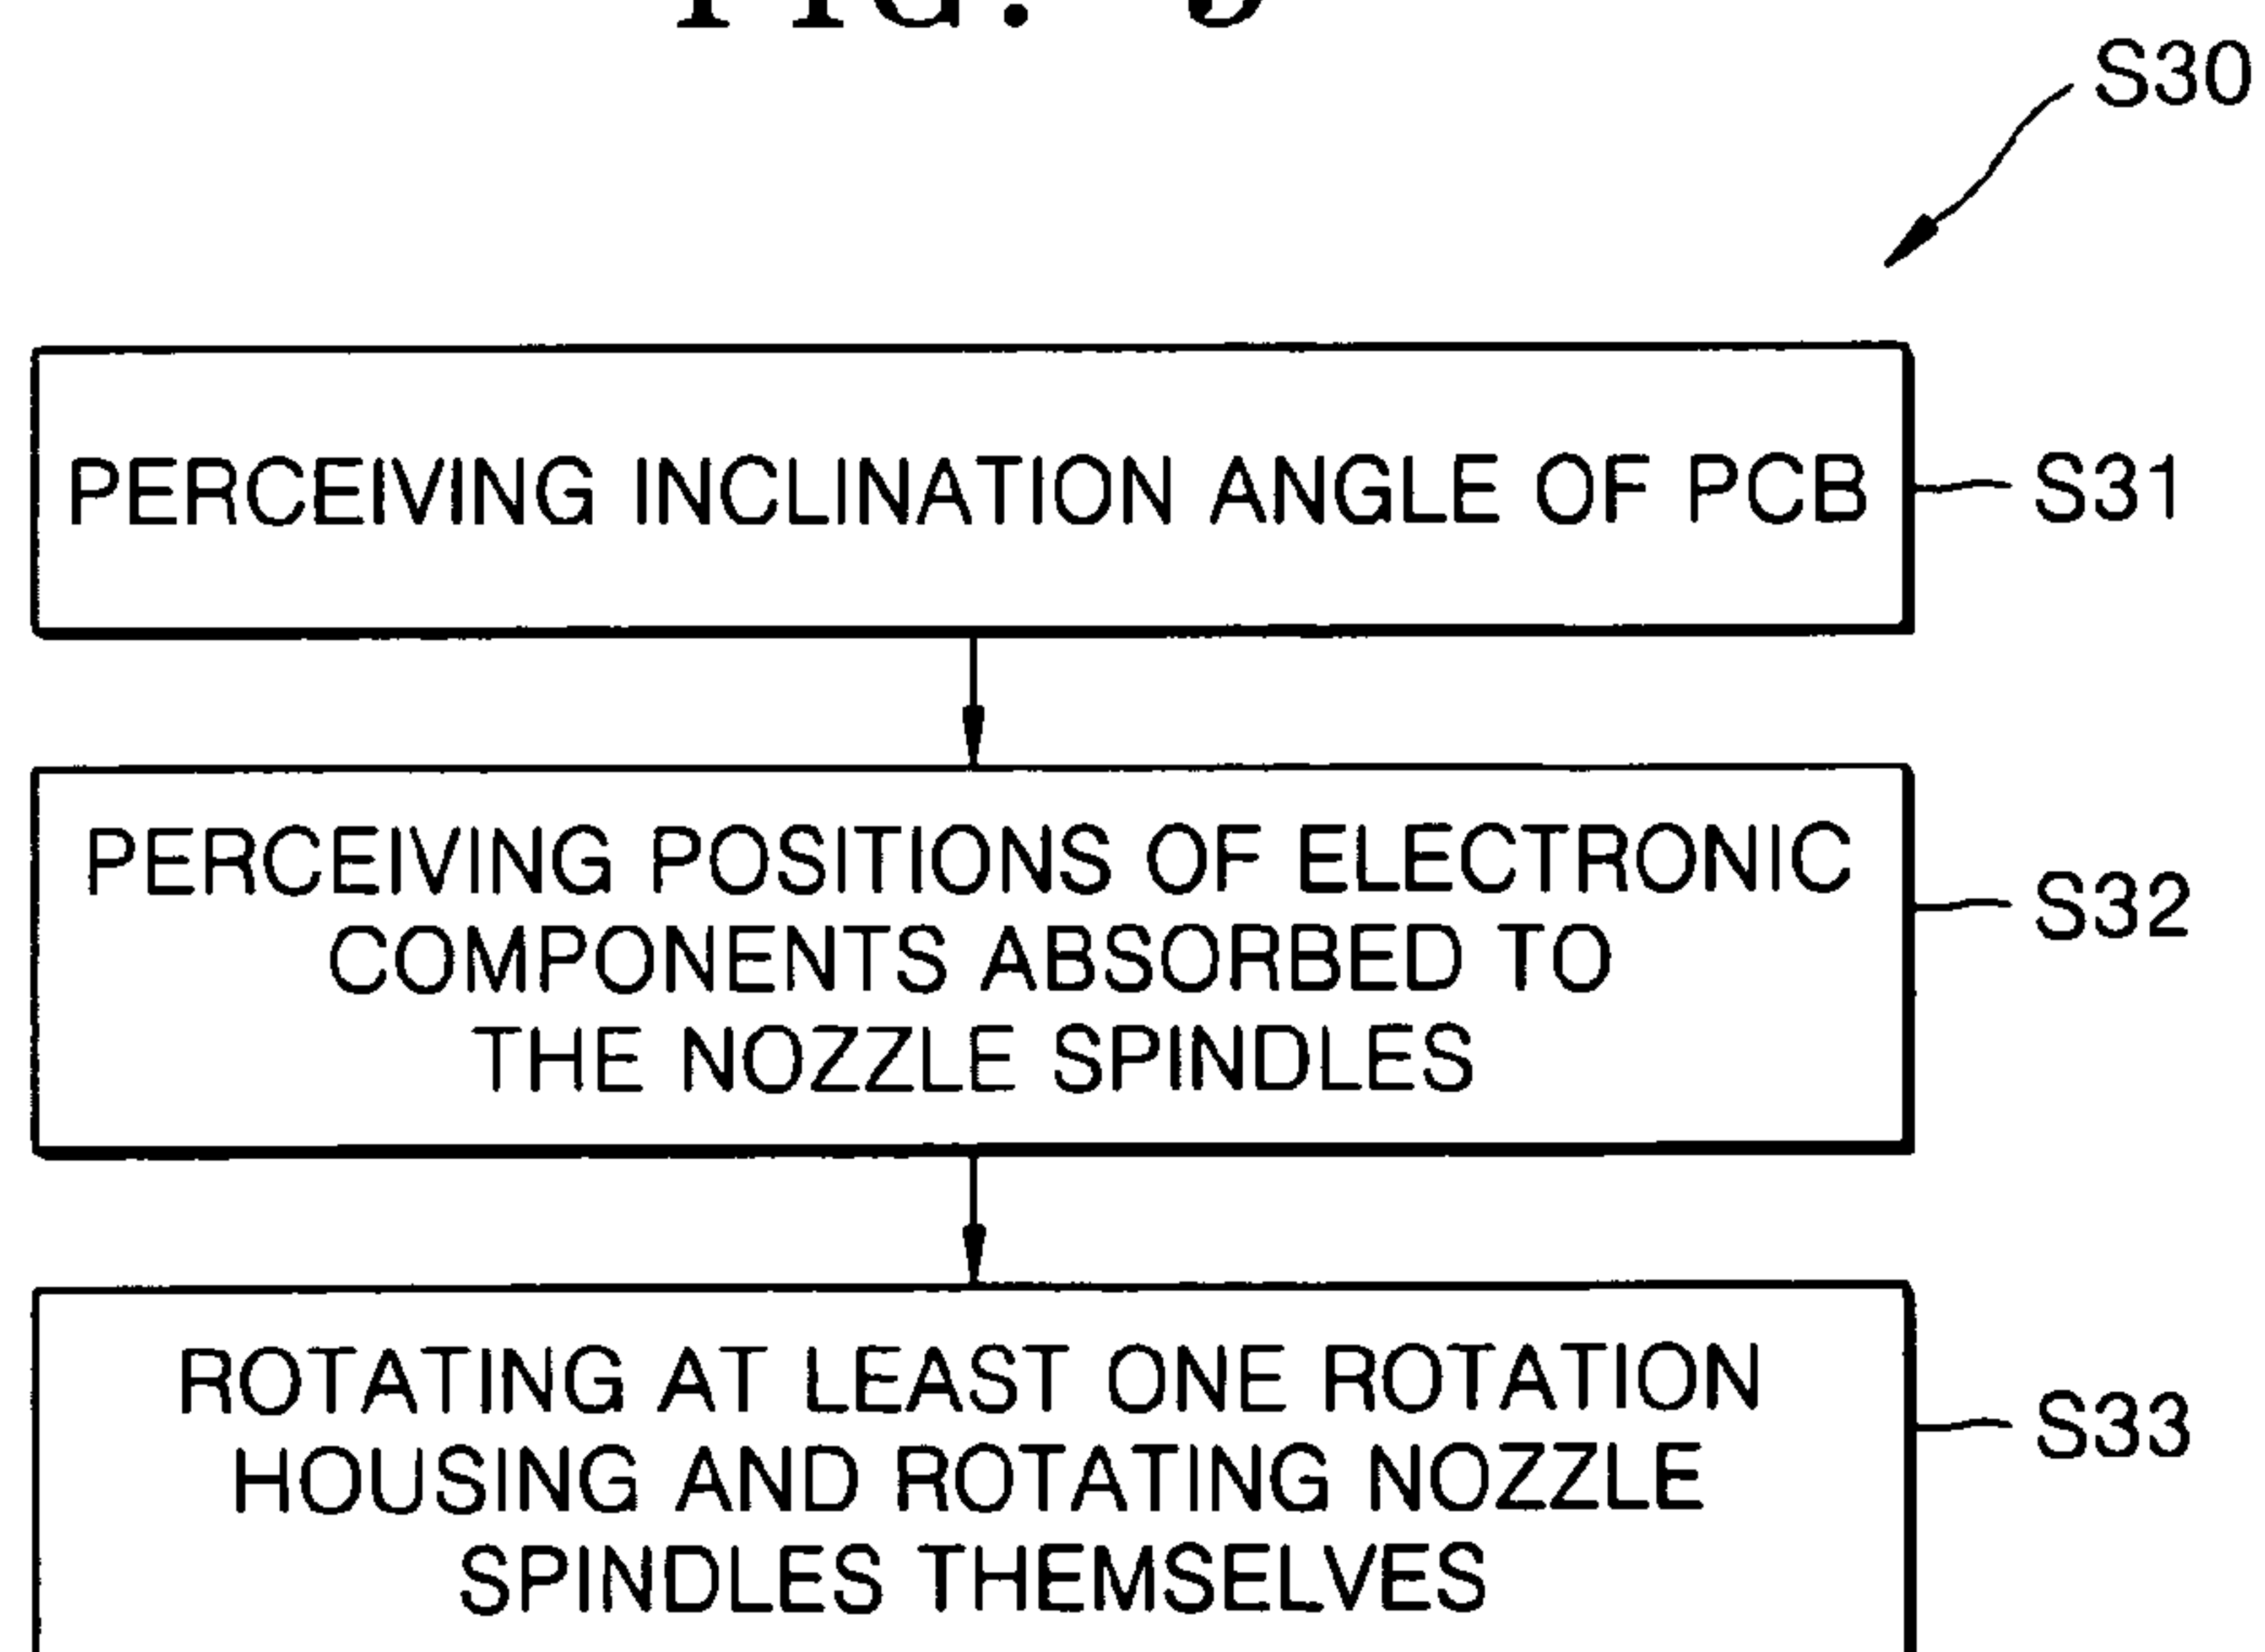 FIG.
S30
PERCEIVING INCLINATION ANGLE OF PCB
S31
PERCEIVING POSITIONS OF ELECTRONIC
COMPONENTS ABSORBED TO
THE NOZZLE SPINDLES
S32
ROTATING AT LEAST ONE ROTATION
HOUSING AND ROTATING NOZZLE
SPINDLES THEMSELVES
S33